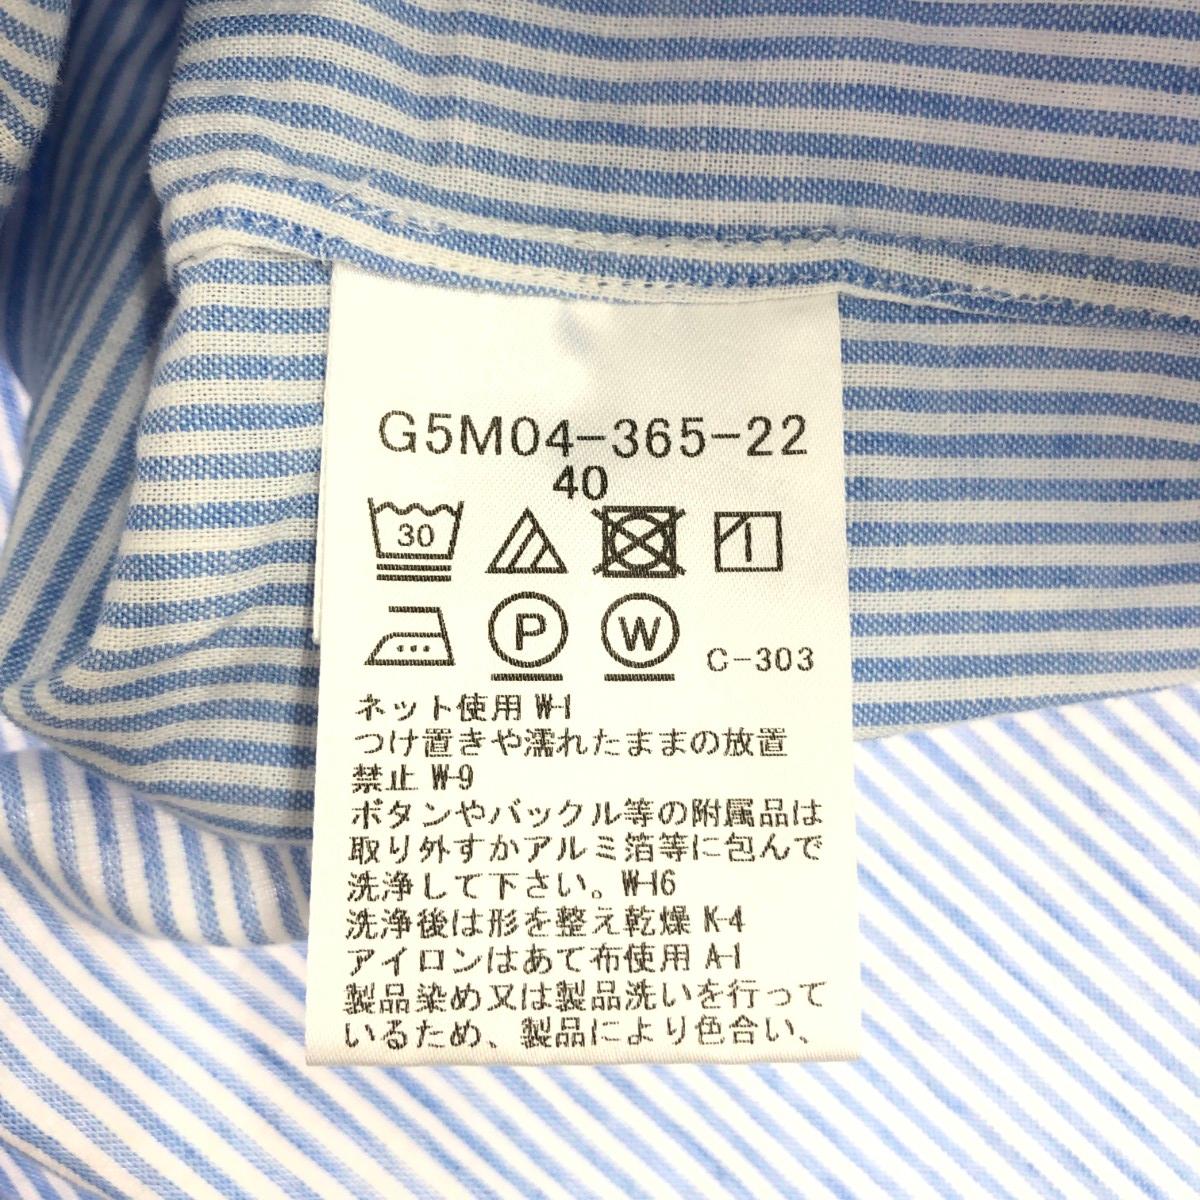 G5M04-365-22
40
30
P W C-303
ネット使用 W-1
つけ置きや濡れたままの放置
禁止 W-9
ボタンやバックル等の附属品は
取り外すかアルミ箔等に包んで
洗浄して下さい。W-16
洗浄後は形を整え乾燥 K-4
アイロンはあて布使用 A-1
製品染め又は製品洗いを行って
いるため、製品により色合い、